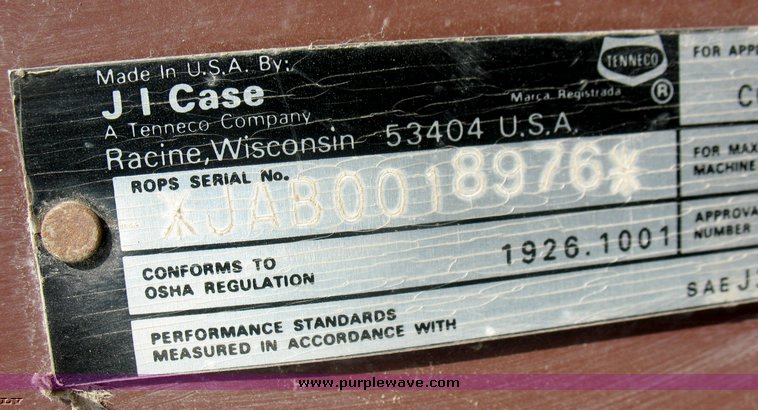 Made In U.S.A. By:
J I Case
A Tenneco Company
Racine, Wisconsin 53404 U.S.A.
TENNECO
Marca Registrada ®
ROPS SERIAL No.
*JAB0018976*
CONFORMS TO
OSHA REGULATION
1926.1001
PERFORMANCE STANDARDS
MEASURED IN ACCORDANCE WITH
SAE J
FOR APP
FOR MAX
MACHINE
APPROVA
NUMBER
www.purplewave.com